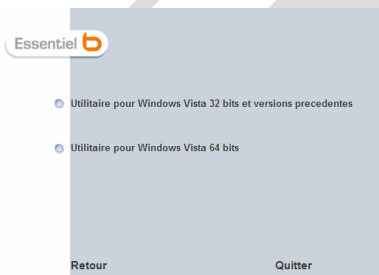 Essentiel b
Utilitaire pour Windows Vista 32 bits et versions precedentes
Utilitaire pour Windows Vista 64 bits
Retour Quitter